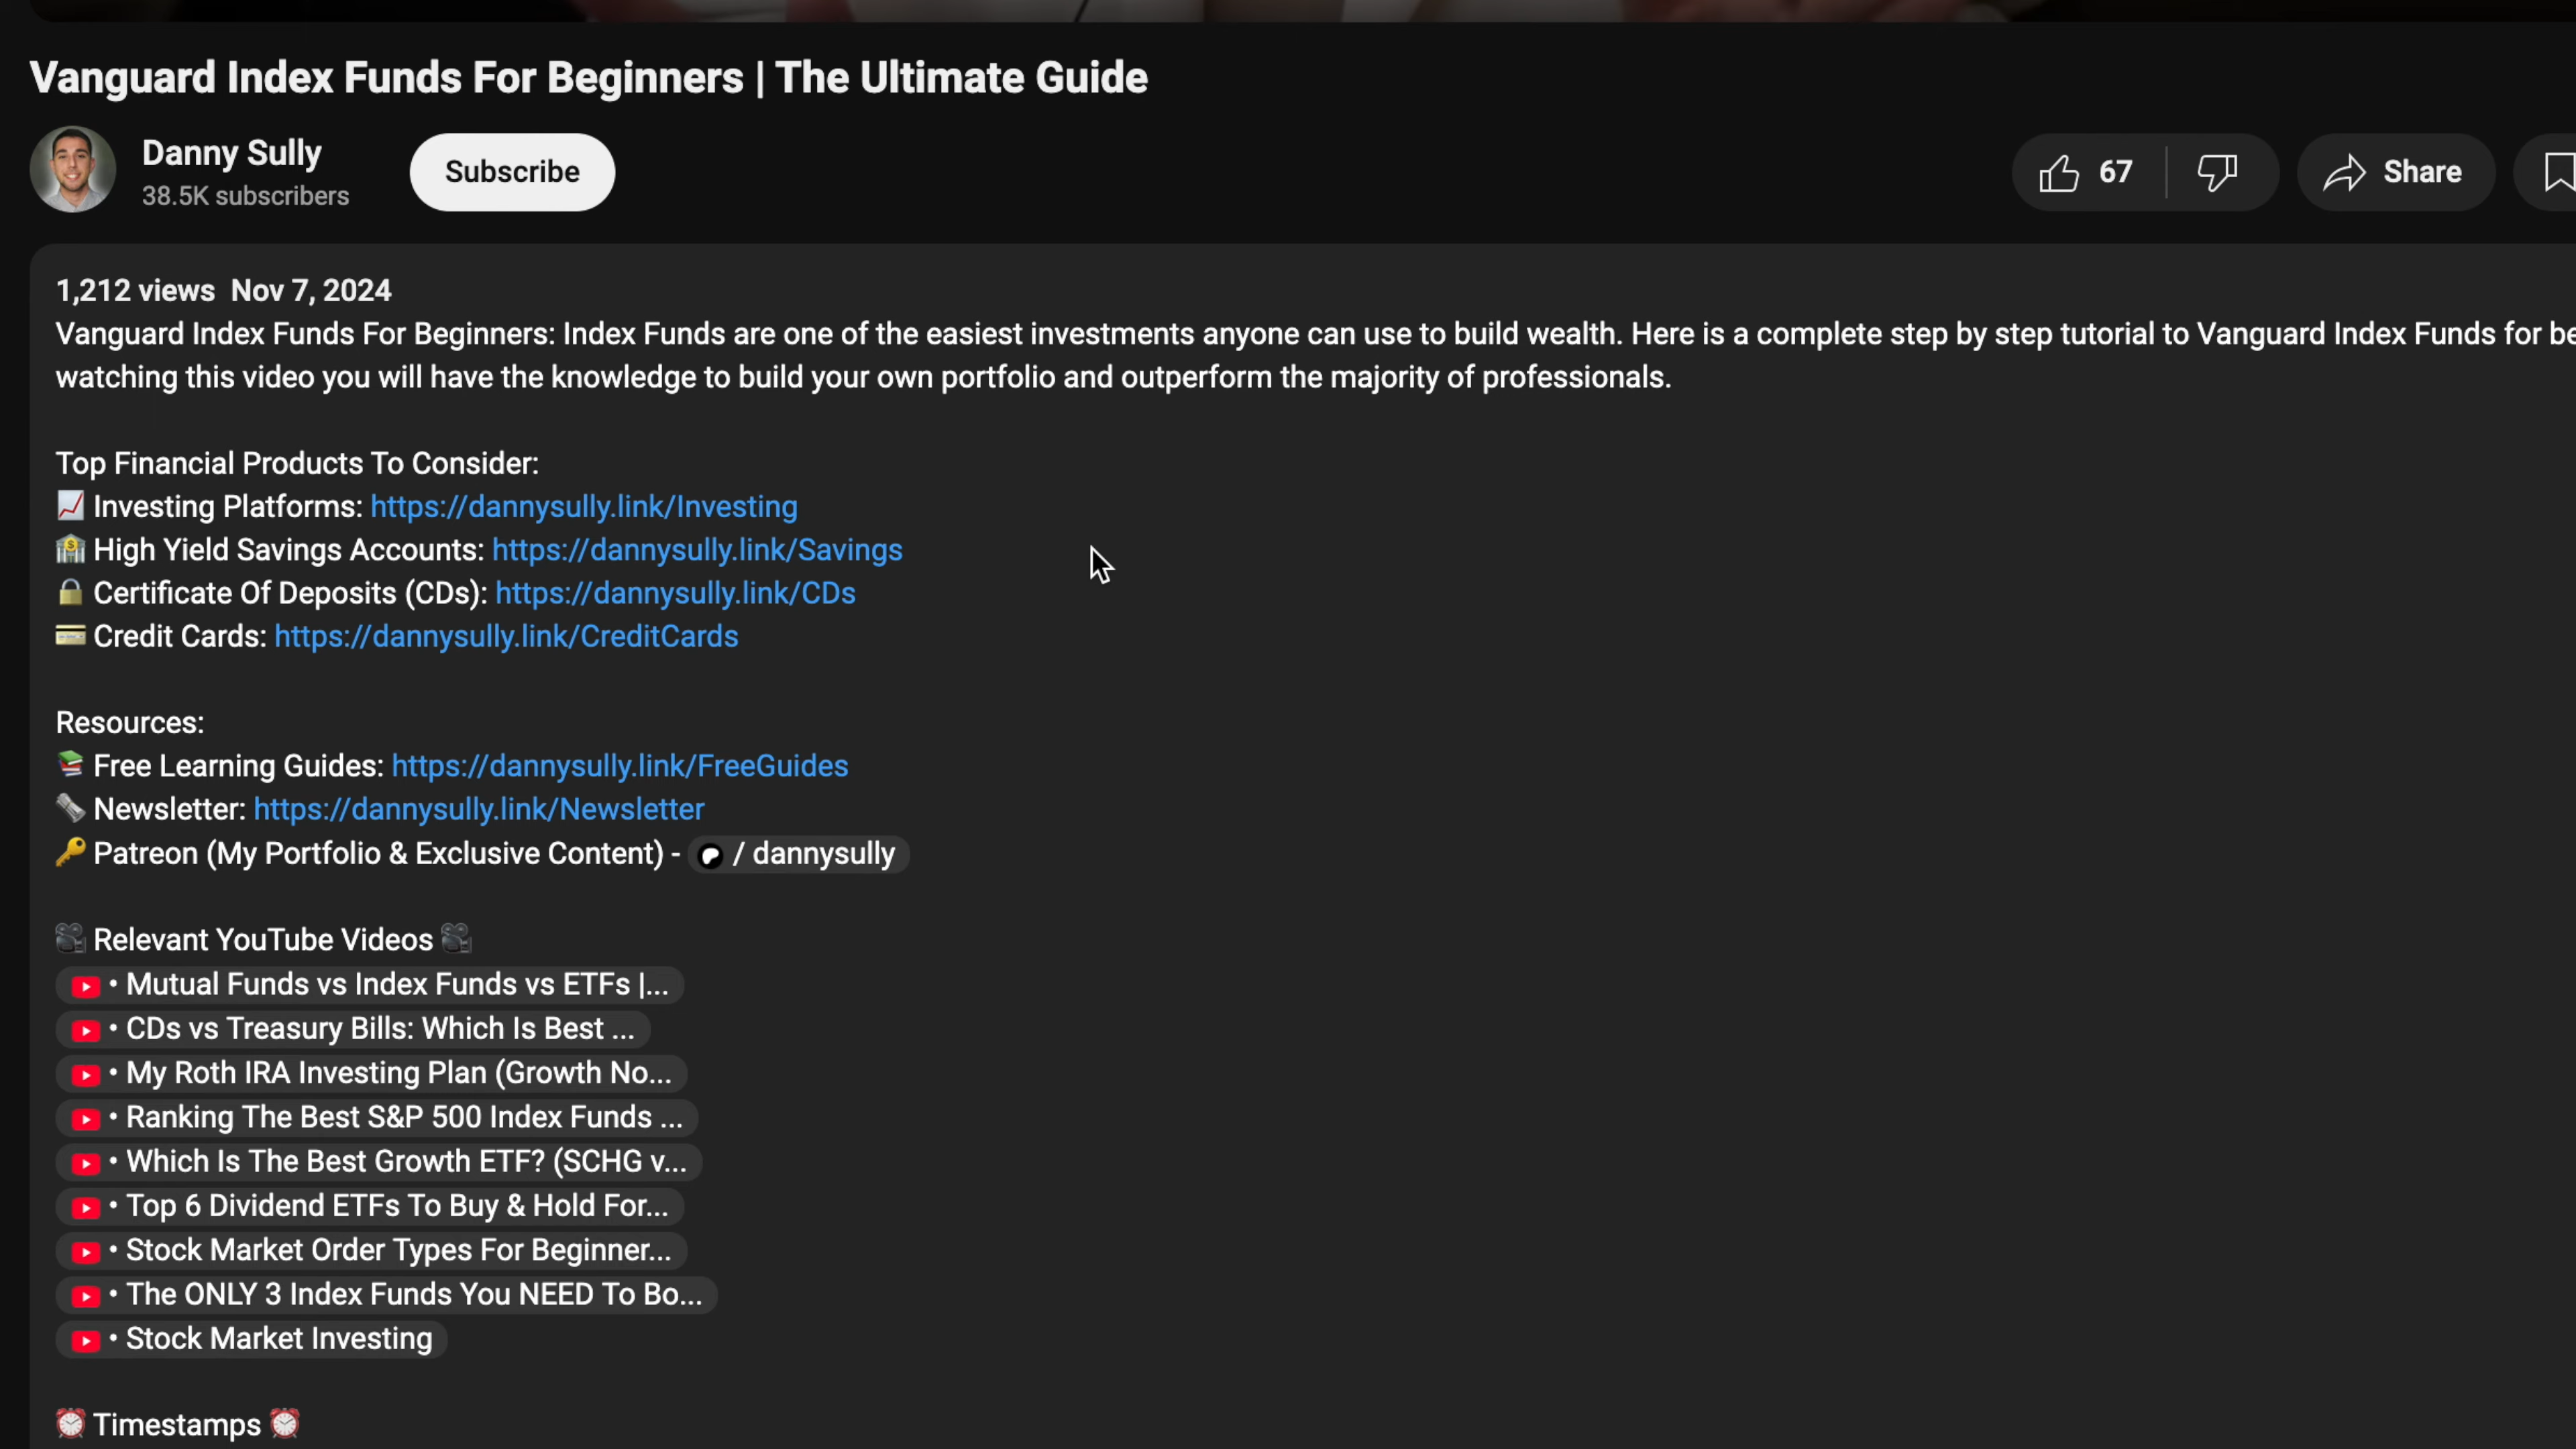 Vanguard Index Funds For Beginners | The Ultimate Guide
Danny Sully
38.5K subscribers
Subscribe
67
Share
1,212 views Nov 7, 2024
Vanguard Index Funds For Beginners: Index Funds are one of the easiest investments anyone can use to build wealth. Here is a complete step by step tutorial to Vanguard Index Funds for be
watching this video you will have the knowledge to build your own portfolio and outperform the majority of professionals.
Top Financial Products To Consider:
📈 Investing Platforms: https://dannysully.link/Investing
🏦 High Yield Savings Accounts: https://dannysully.link/Savings
🔒 Certificate Of Deposits (CDs): https://dannysully.link/CDs
💳 Credit Cards: https://dannysully.link/CreditCards
Resources:
📚 Free Learning Guides: https://dannysully.link/FreeGuides
🗞️ Newsletter: https://dannysully.link/Newsletter
🔑 Patreon (My Portfolio & Exclusive Content) - / dannysully
🎥 Relevant YouTube Videos 🎥
• Mutual Funds vs Index Funds vs ETFs |...
• CDs vs Treasury Bills: Which Is Best ...
• My Roth IRA Investing Plan (Growth No...
• Ranking The Best S&P 500 Index Funds ...
• Which Is The Best Growth ETF? (SCHG v...
• Top 6 Dividend ETFs To Buy & Hold For...
• Stock Market Order Types For Beginner...
• The ONLY 3 Index Funds You NEED To Bo...
• Stock Market Investing
⏰ Timestamps ⏰